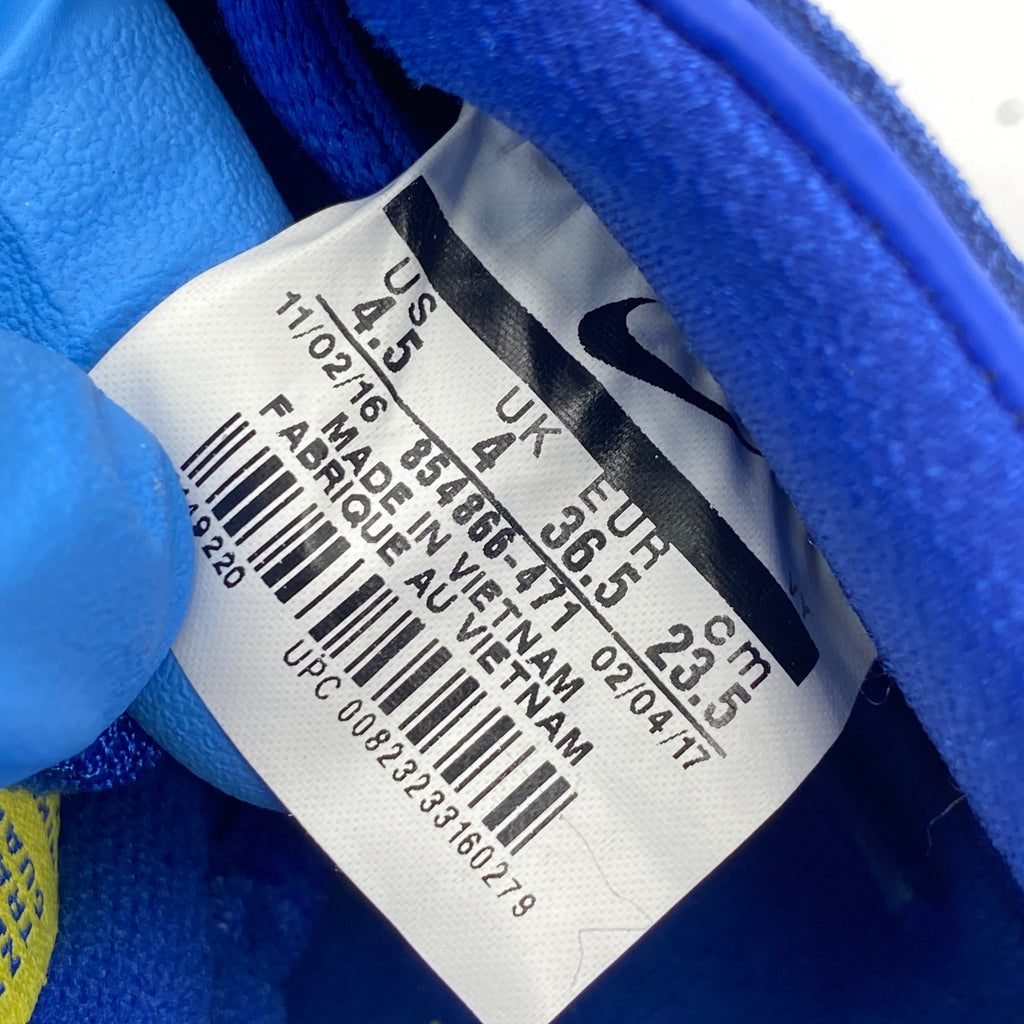 US UK EUR cm
4.5 4 36.5 23.5
11/02/16 854866-471 02/04/17
MADE IN VIETNAM
FABRIQUE AU VIETNAM
49220
UPC 00823233160279